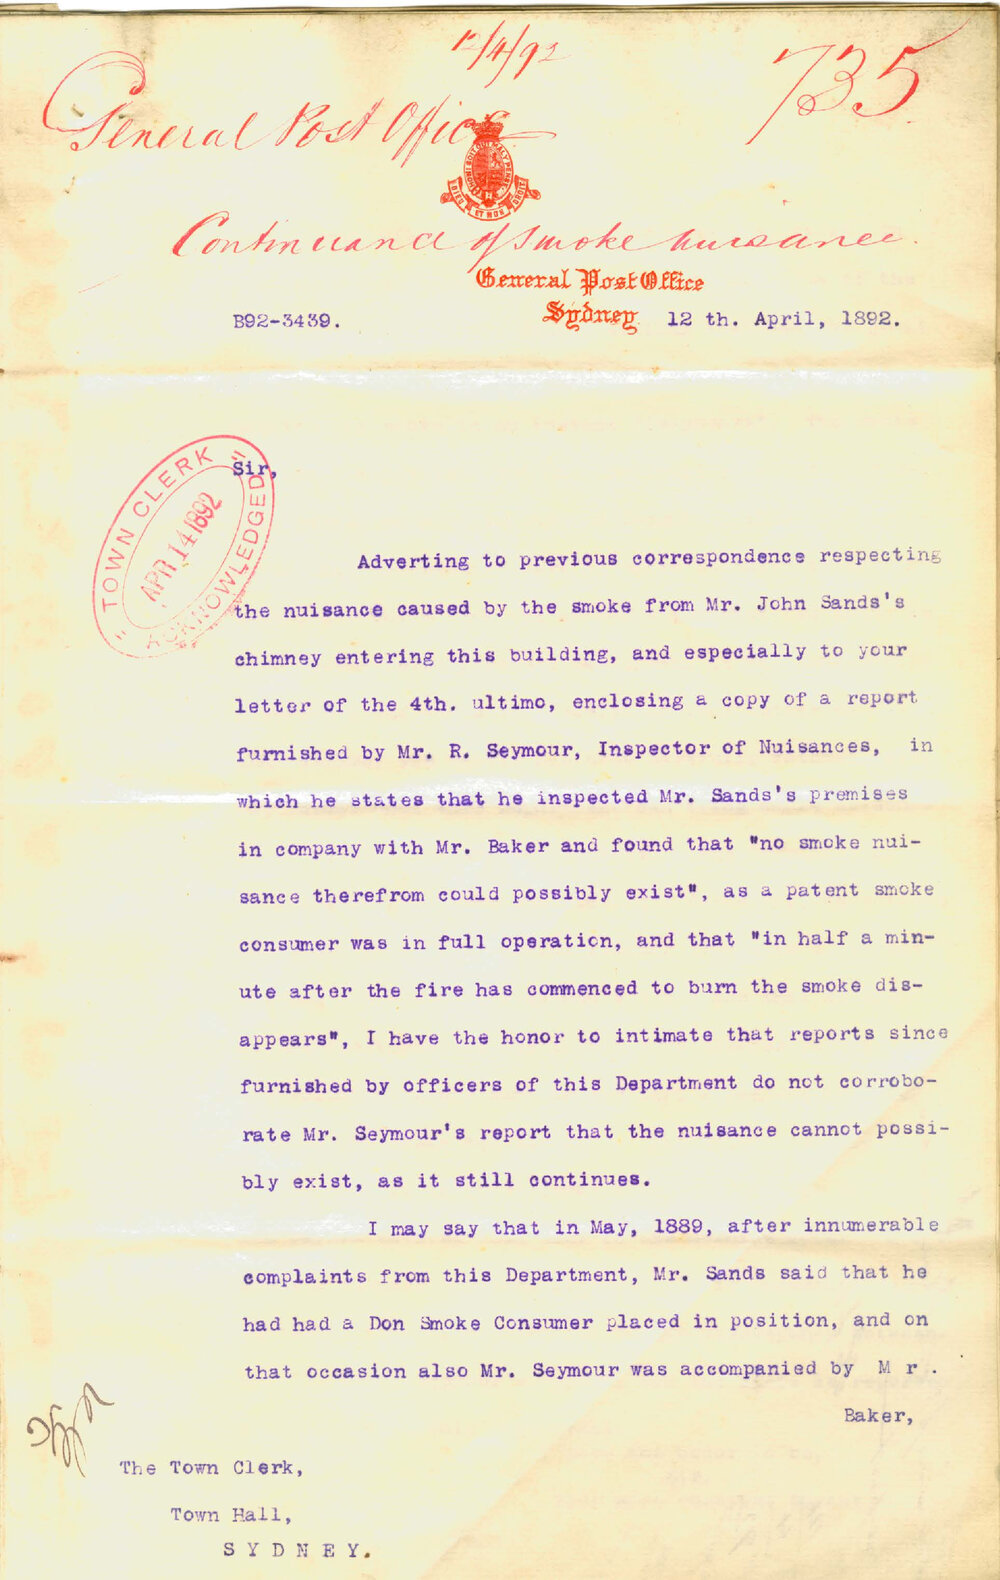 12/4/92
735
General Post Office
HONI SOIT QUI MAL Y PENSE
DIEU ET MON DROIT
Continuance of smoke nuisance.
General Post Office
Sydney. 12 th. April, 1892.
B92-3439.
"TOWN CLERK"
APR 14 1892
ACKNOWLEDGED
Sir,
Adverting to previous correspondence respecting
the nuisance caused by the smoke from Mr. John Sands's
chimney entering this building, and especially to your
letter of the 4th. ultimo, enclosing a copy of a report
furnished by Mr. R. Seymour, Inspector of Nuisances, in
which he states that he inspected Mr. Sands's premises
in company with Mr. Baker and found that "no smoke nui-
sance therefrom could possibly exist", as a patent smoke
consumer was in full operation, and that "in half a min-
ute after the fire has commenced to burn the smoke dis-
appears", I have the honor to intimate that reports since
furnished by officers of this Department do not corrobo-
rate Mr. Seymour's report that the nuisance cannot possi-
bly exist, as it still continues.
I may say that in May, 1889, after innumerable
complaints from this Department, Mr. Sands said that he
had had a Don Smoke Consumer placed in position, and on
that occasion also Mr. Seymour was accompanied by M r .
Baker,
The Town Clerk,
Town Hall,
S Y D N E Y.